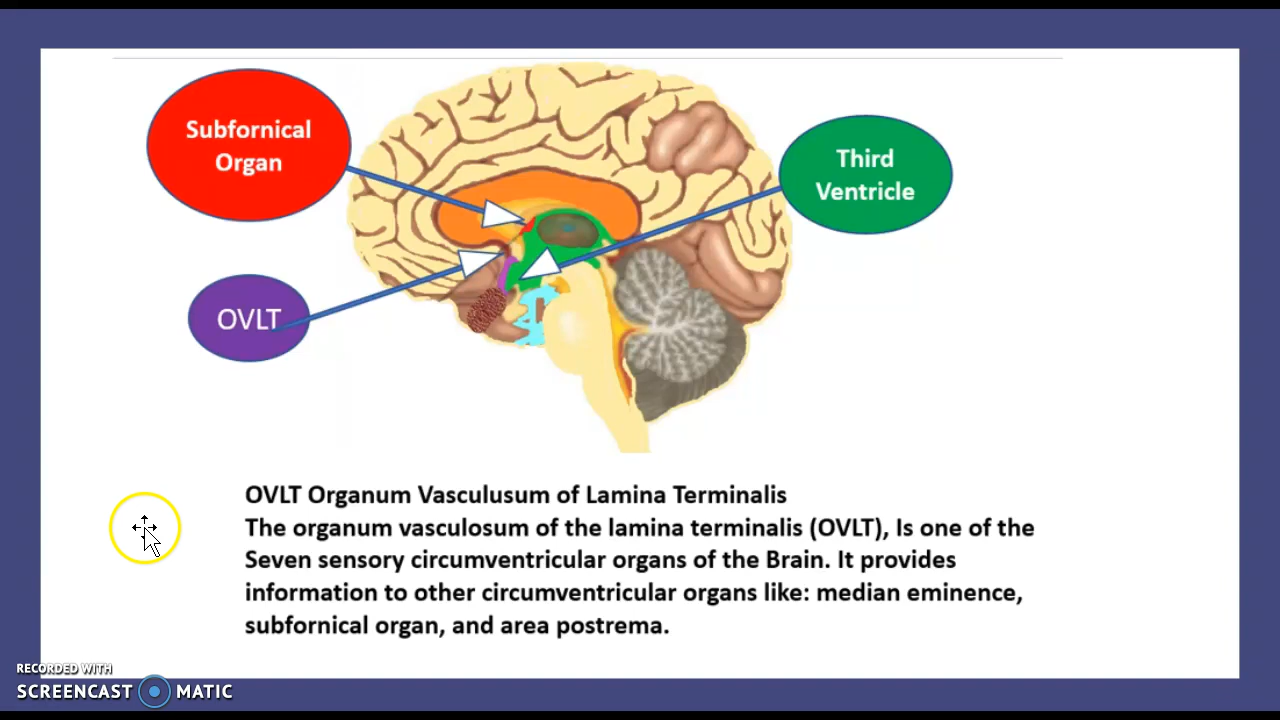 Subfornical
Organ
Third
Ventricle
OVLT
OVLT Organum Vasculusum of Lamina Terminalis
The organum vasculosum of the lamina terminalis (OVLT), Is one of the
Seven sensory circumventricular organs of the Brain. It provides
information to other circumventricular organs like: median eminence,
subfornical organ, and area postrema.
RECORDED WITH
SCREENCAST MATIC